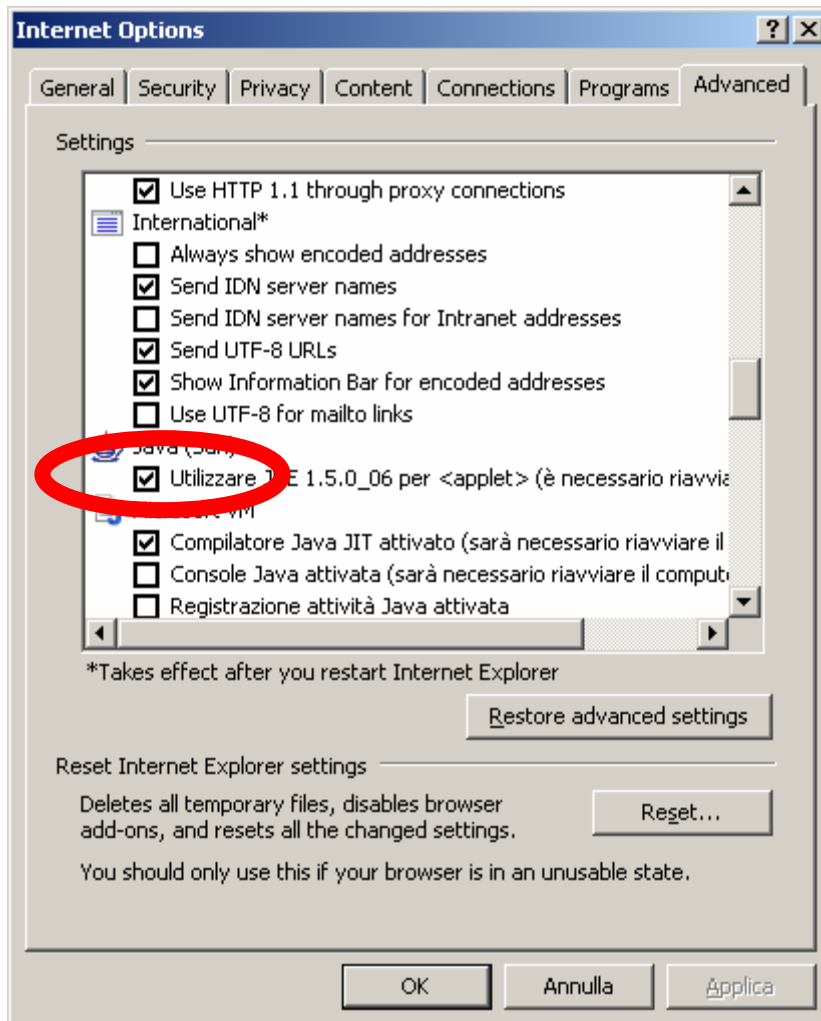 Internet Options
General Security Privacy Content Connections Programs Advanced
Settings
Use HTTP 1.1 through proxy connections
International*
Always show encoded addresses
Send IDN server names
Send IDN server names for Intranet addresses
Send UTF-8 URLs
Show Information Bar for encoded addresses
Use UTF-8 for mailto links
Java (Sun)
Utilizzare 1.5.0_06 per <applet> (è necessario riavvia
VM
Compilatore Java JIT attivato (sarà necessario riavviare il
Console Java attivata (sarà necessario riavviare il compute
Registrazione attività Java attivata
*Takes effect after you restart Internet Explorer
Restore advanced settings
Reset Internet Explorer settings
Deletes all temporary files, disables browser
add-ons, and resets all the changed settings.
Reset...
You should only use this if your browser is in an unusable state.
OK Annulla Applica